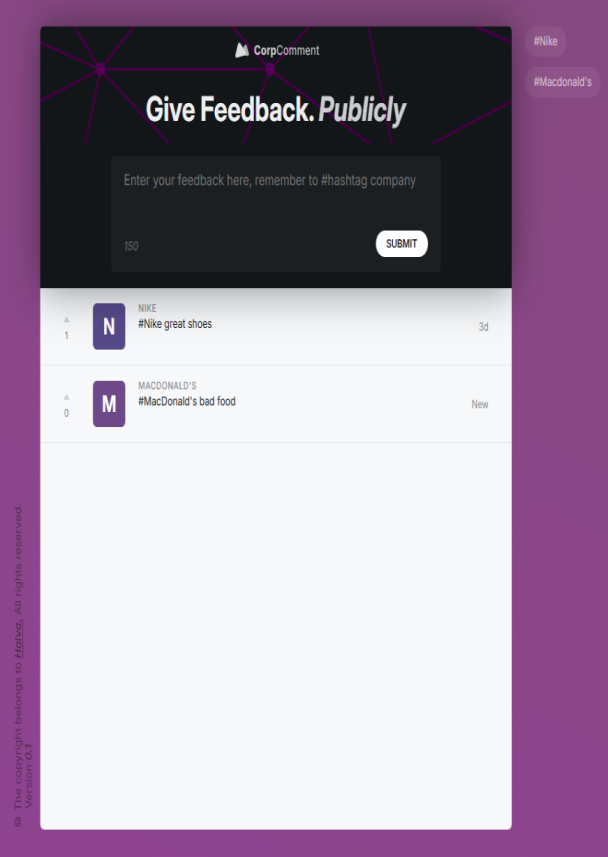 CorpComment
Give Feedback. Publicly
Enter your feedback here, remember to #hashtag company
150
SUBMIT
#Nike
#Macdonald's
1
N
NIKE
#Nike great shoes
3d
0
M
MACDONALD'S
#MacDonald's bad food
New
© The copyright belongs to Halva. All rights reserved.
Version 0.1